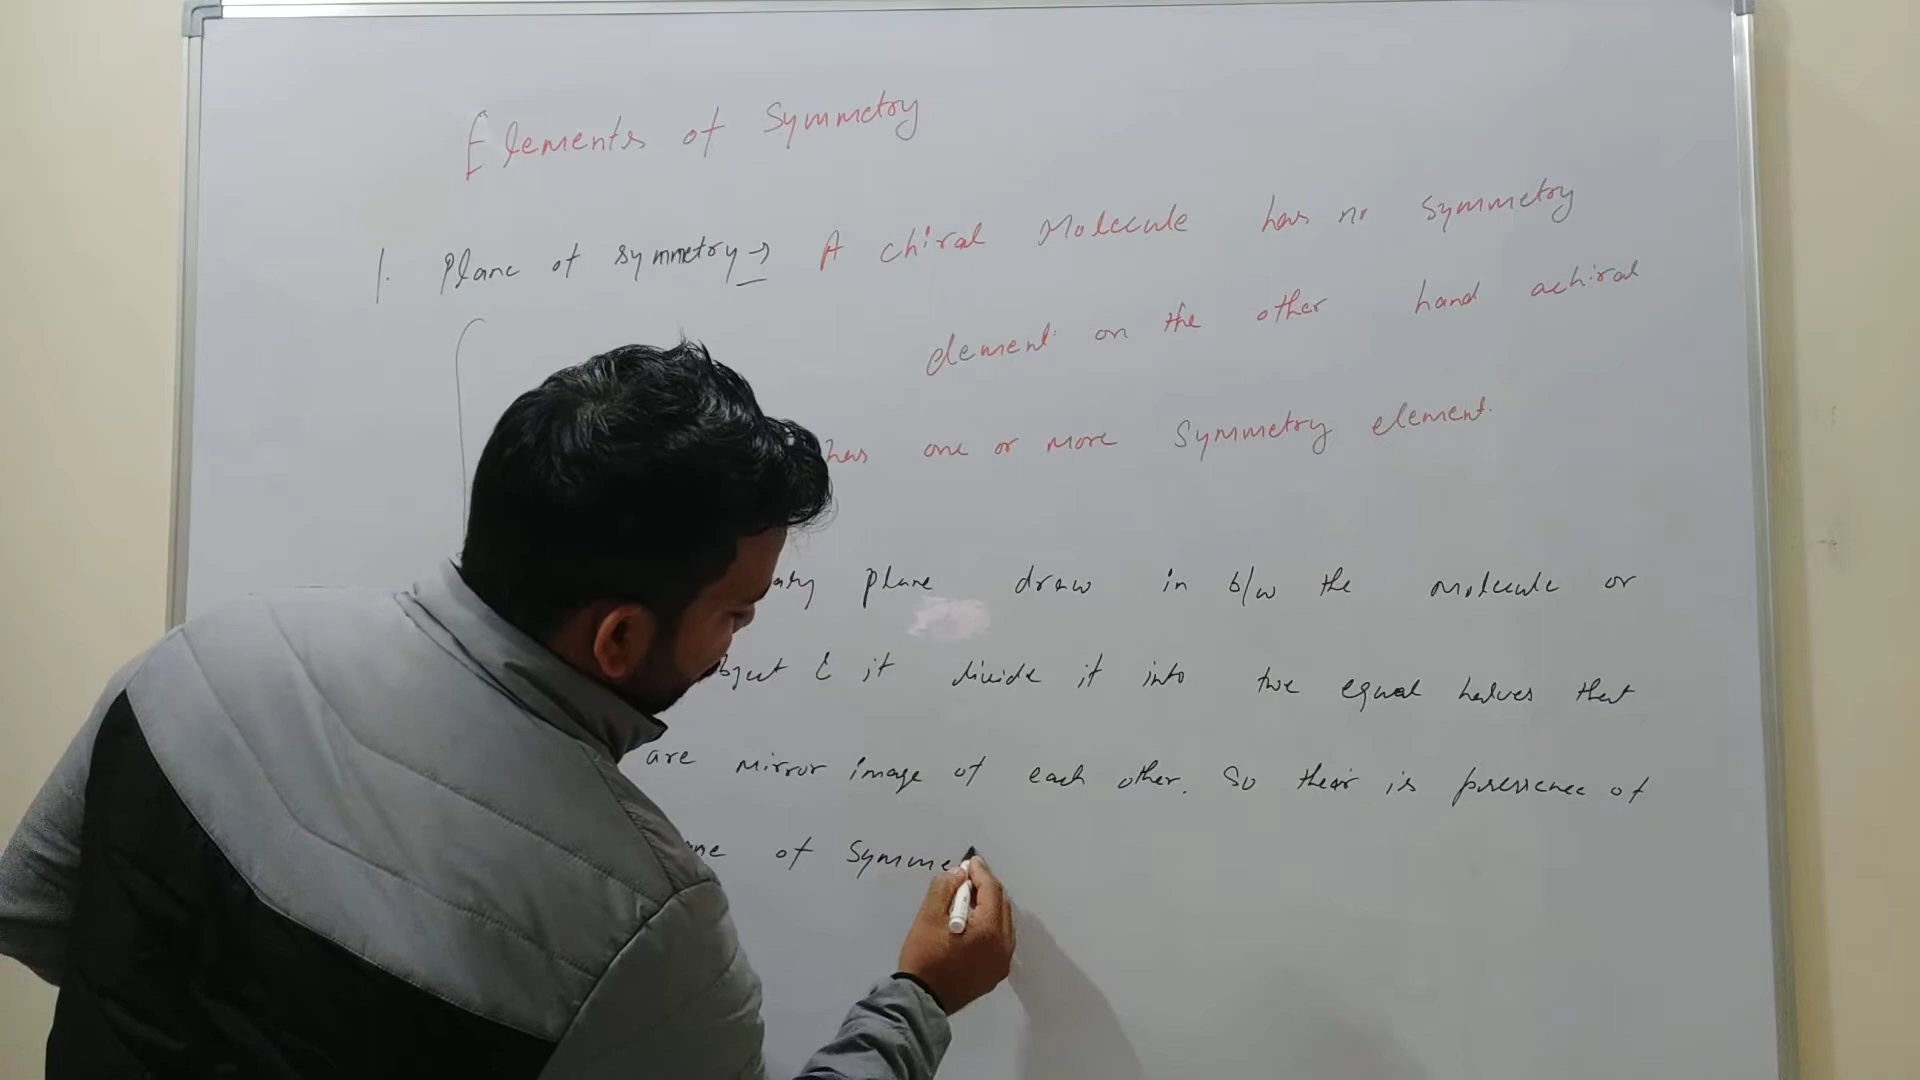 Elements of Symmetry
1. Plane of symmetry → A chiral Molecule has no symmetry
element on the other hand achiral
has one or more Symmetry element.
plane draw in b/w the molecule or
& it divide it into two equal halves that
are mirror image of each other. So their is presence of
of Symme